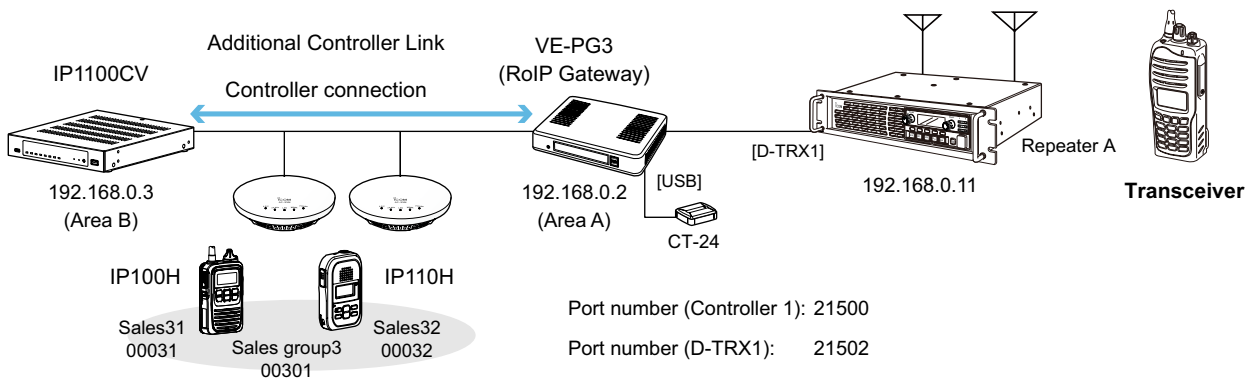 Additional Controller Link
Controller connection
IP1100CV
192.168.0.3
(Area B)
VE-PG3
(RoIP Gateway)
192.168.0.2
(Area A)
[USB]
CT-24
[D-TRX1]
192.168.0.11
Repeater A
Transceiver
IP100H
IP110H
Sales31
00031
Sales group3
00301
Sales32
00032
Port number (Controller 1): 21500
Port number (D-TRX1): 21502